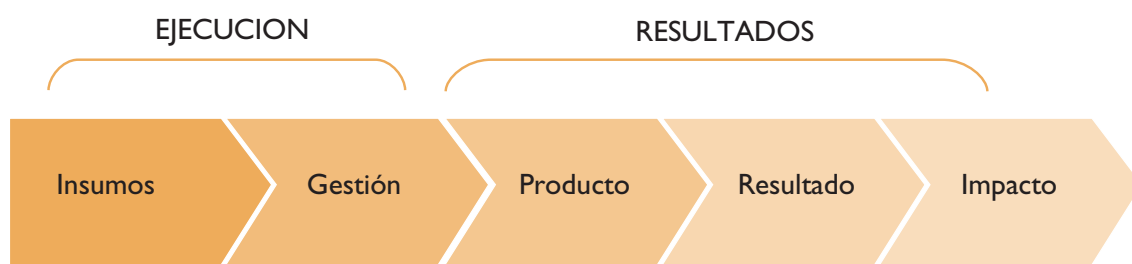 EJECUCION
RESULTADOS
Insumos
Gestión
Producto
Resultado
Impacto